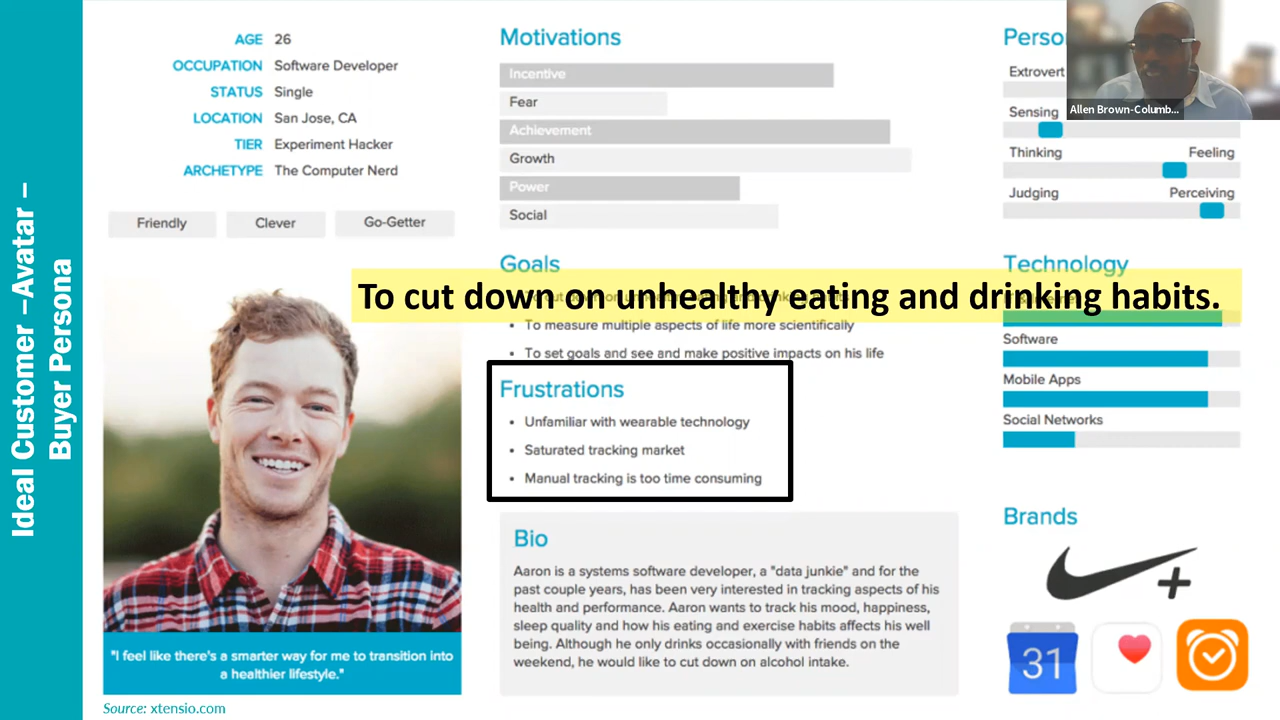 Ideal Customer –Avatar –
Buyer Persona
AGE 26
OCCUPATION Software Developer
STATUS Single
LOCATION San Jose, CA
TIER Experiment Hacker
ARCHETYPE The Computer Nerd
Friendly Clever Go-Getter
"I feel like there's a smarter way for me to transition into
a healthier lifestyle."
Source: xtensio.com
Motivations
Incentive
Fear
Achievement
Growth
Power
Social
Goals
To cut down on unhealthy eating and drinking habits.
• To measure multiple aspects of life more scientifically
• To set goals and see and make positive impacts on his life
Frustrations
• Unfamiliar with wearable technology
• Saturated tracking market
• Manual tracking is too time consuming
Bio
Aaron is a systems software developer, a "data junkie" and for the
past couple years, has been very interested in tracking aspects of his
health and performance. Aaron wants to track his mood, happiness,
sleep quality and how his eating and exercise habits affects his well
being. Although he only drinks occasionally with friends on the
weekend, he would like to cut down on alcohol intake.
Extrovert
Sensing
Thinking Feeling
Judging Perceiving
Allen Brown-Columb...
Technology
Software
Mobile Apps
Social Networks
Brands
31